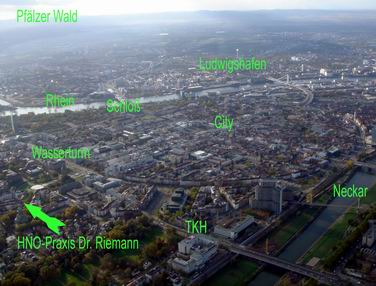 Pfälzer Wald
Ludwigshafen
Rhein
Schloß
City
Wasserturm
Neckar
TKH
HNO-Praxis Dr. Riemann